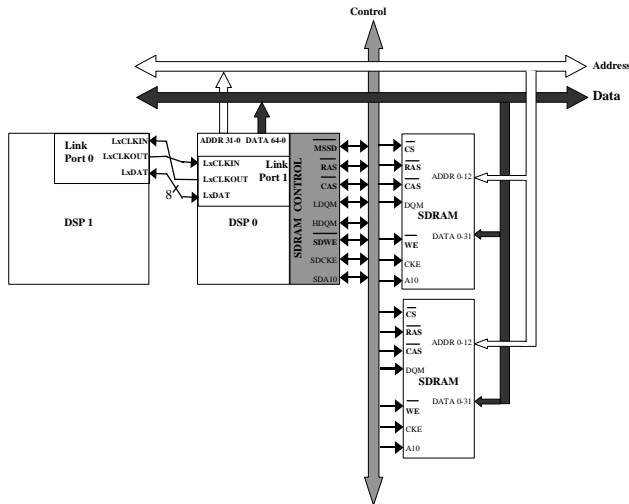 Control
Address
Data
LxCLKIN
Link
Port 0
LxCLKOUT
LxDAT
8
DSP 1
ADDR 31-0 DATA 64-0
LxCLKIN
Link
Port 1
LxCLKOUT
LxDAT
DSP 0
SDRAM CONTROL
MSSD
RAS
CAS
LDQM
HDQM
SDWE
SDCKE
SDA10
CS
RAS
ADDR 0-12
CAS
DQM
SDRAM
DATA 0-31
WE
CKE
A10
CS
RAS
ADDR 0-12
CAS
DQM
SDRAM
DATA 0-31
WE
CKE
A10